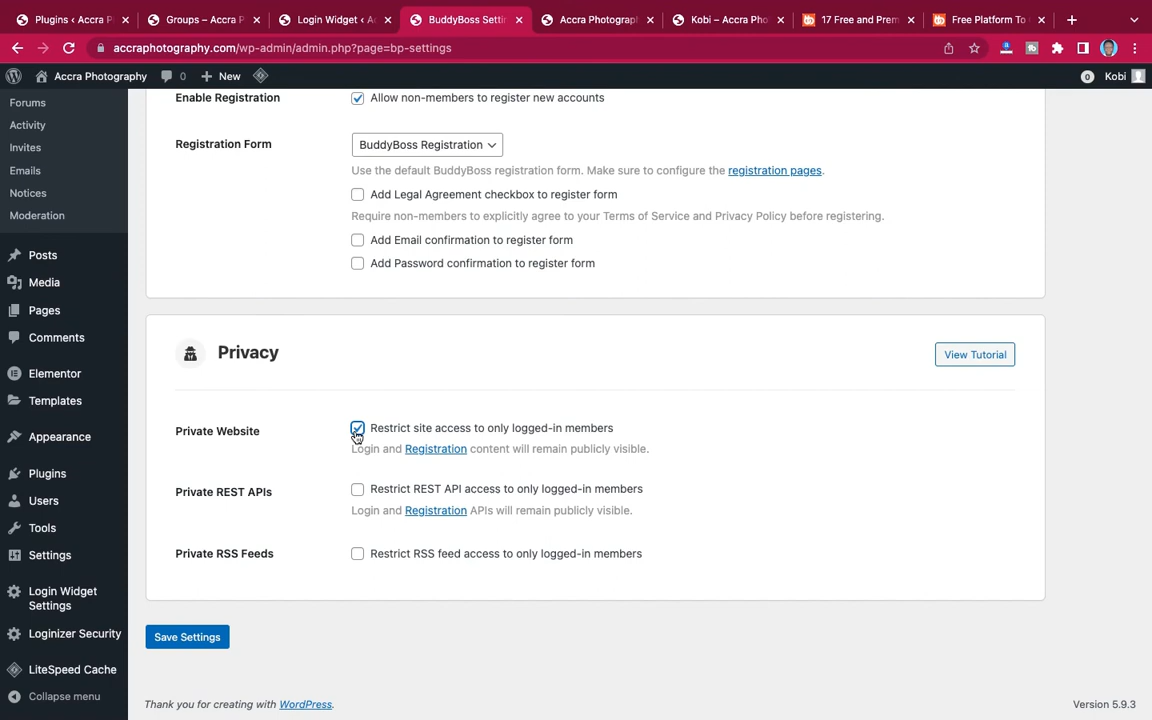 Plugins ‹ Accra P
Groups – Accra P
Login Widget ‹ Ac
BuddyBoss Settin
Accra Photograph
Kobi – Accra Pho
17 Free and Prem
Free Platform To
accraphotography.com/wp-admin/admin.php?page=bp-settings
Accra Photography
0
New
0
Kobi
Forums
Activity
Invites
Emails
Notices
Moderation
Posts
Media
Pages
Comments
Elementor
Templates
Appearance
Plugins
Users
Tools
Settings
Login Widget
Settings
Loginizer Security
LiteSpeed Cache
Collapse menu
Enable Registration
Allow non-members to register new accounts
Registration Form
BuddyBoss Registration
Use the default BuddyBoss registration form. Make sure to configure the registration pages.
Add Legal Agreement checkbox to register form
Require non-members to explicitly agree to your Terms of Service and Privacy Policy before registering.
Add Email confirmation to register form
Add Password confirmation to register form
Privacy
View Tutorial
Private Website
Restrict site access to only logged-in members
Login and Registration content will remain publicly visible.
Private REST APIs
Restrict REST API access to only logged-in members
Login and Registration APIs will remain publicly visible.
Private RSS Feeds
Restrict RSS feed access to only logged-in members
Save Settings
Thank you for creating with WordPress.
Version 5.9.3